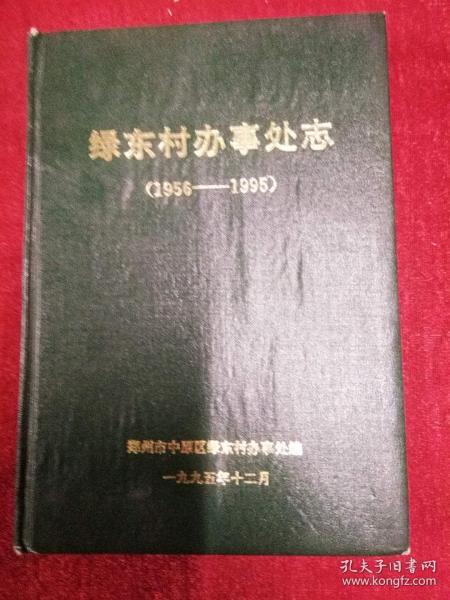 绿东村办事处志
(1956——1995)
郑州市中原区绿东村办事处编
一九九五年十二月
孔夫子旧书网
www.kongfz.com